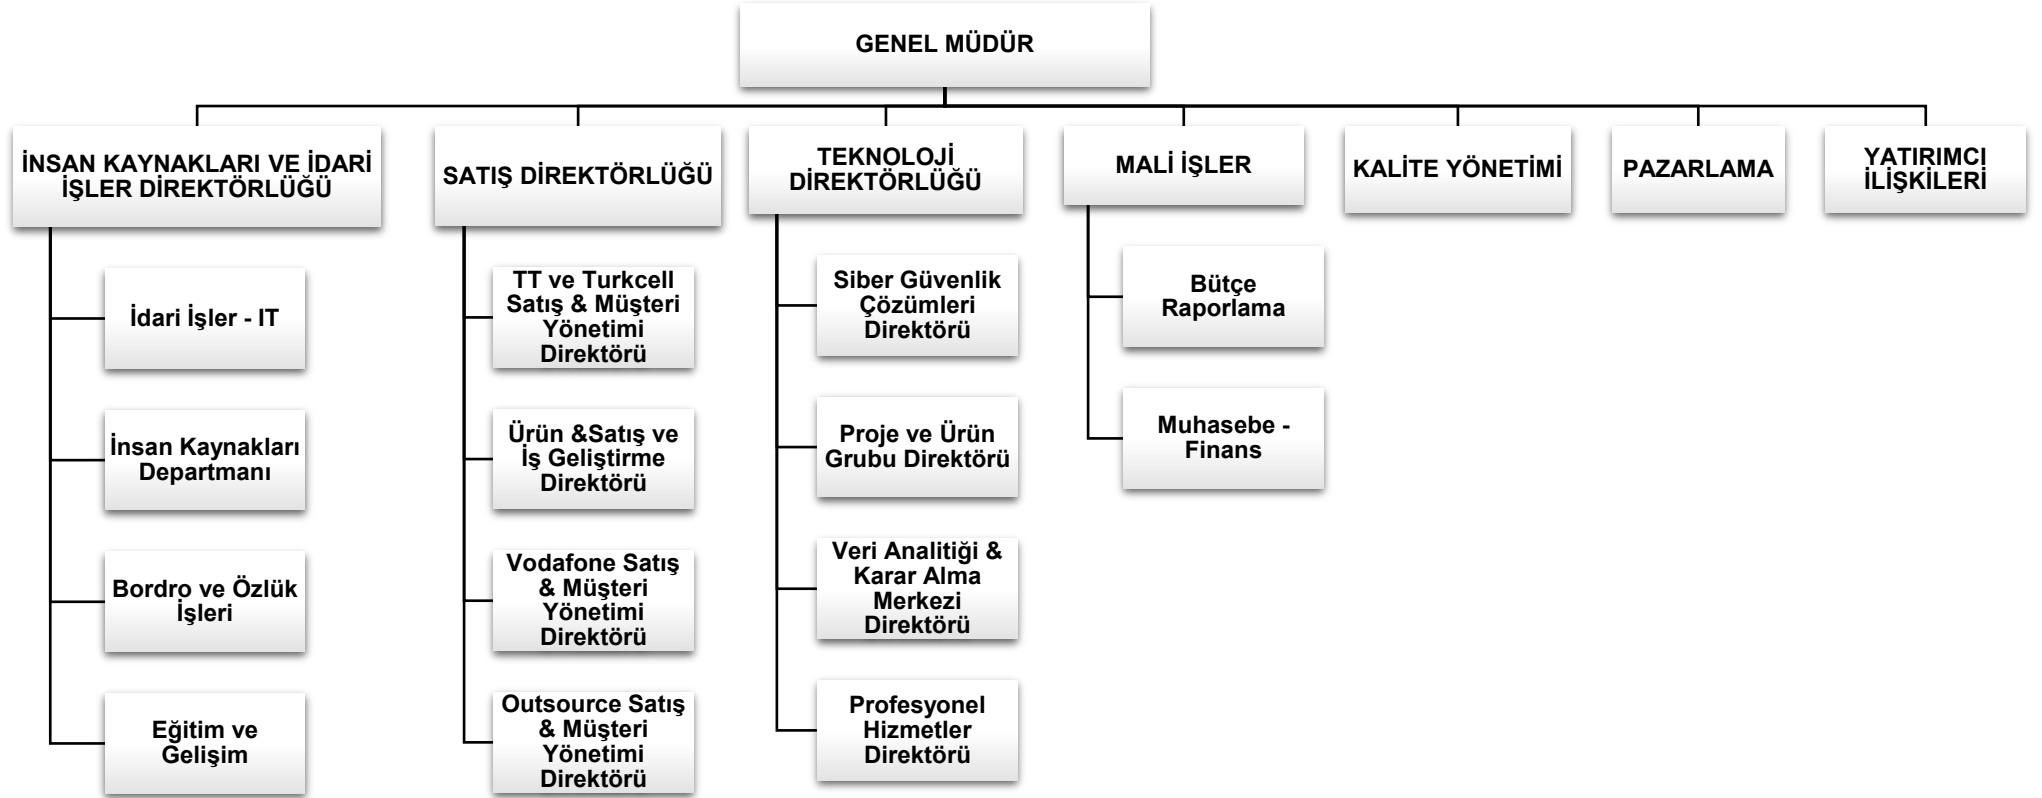 GENEL MÜDÜR
İNSAN KAYNAKLARI VE İDARİ
İŞLER DİREKTÖRLÜĞÜ
İdari İşler - IT
İnsan Kaynakları
Departmanı
Bordro ve Özlük
İşleri
Eğitim ve
Gelişim
SATIŞ DİREKTÖRLÜĞÜ
TT ve Turkcell
Satış & Müşteri
Yönetimi
Direktörü
Ürün &Satış ve
İş Geliştirme
Direktörü
Vodafone Satış
& Müşteri
Yönetimi
Direktörü
Outsource Satış
& Müşteri
Yönetimi
Direktörü
TEKNOLOJİ
DİREKTÖRLÜĞÜ
Siber Güvenlik
Çözümleri
Direktörü
Proje ve Ürün
Grubu Direktörü
Veri Analitiği &
Karar Alma
Merkezi
Direktörü
Profesyonel
Hizmetler
Direktörü
MALİ İŞLER
Bütçe
Raporlama
Muhasebe -
Finans
KALİTE YÖNETİMİ
PAZARLAMA
YATIRIMCI
İLİŞKİLERİ